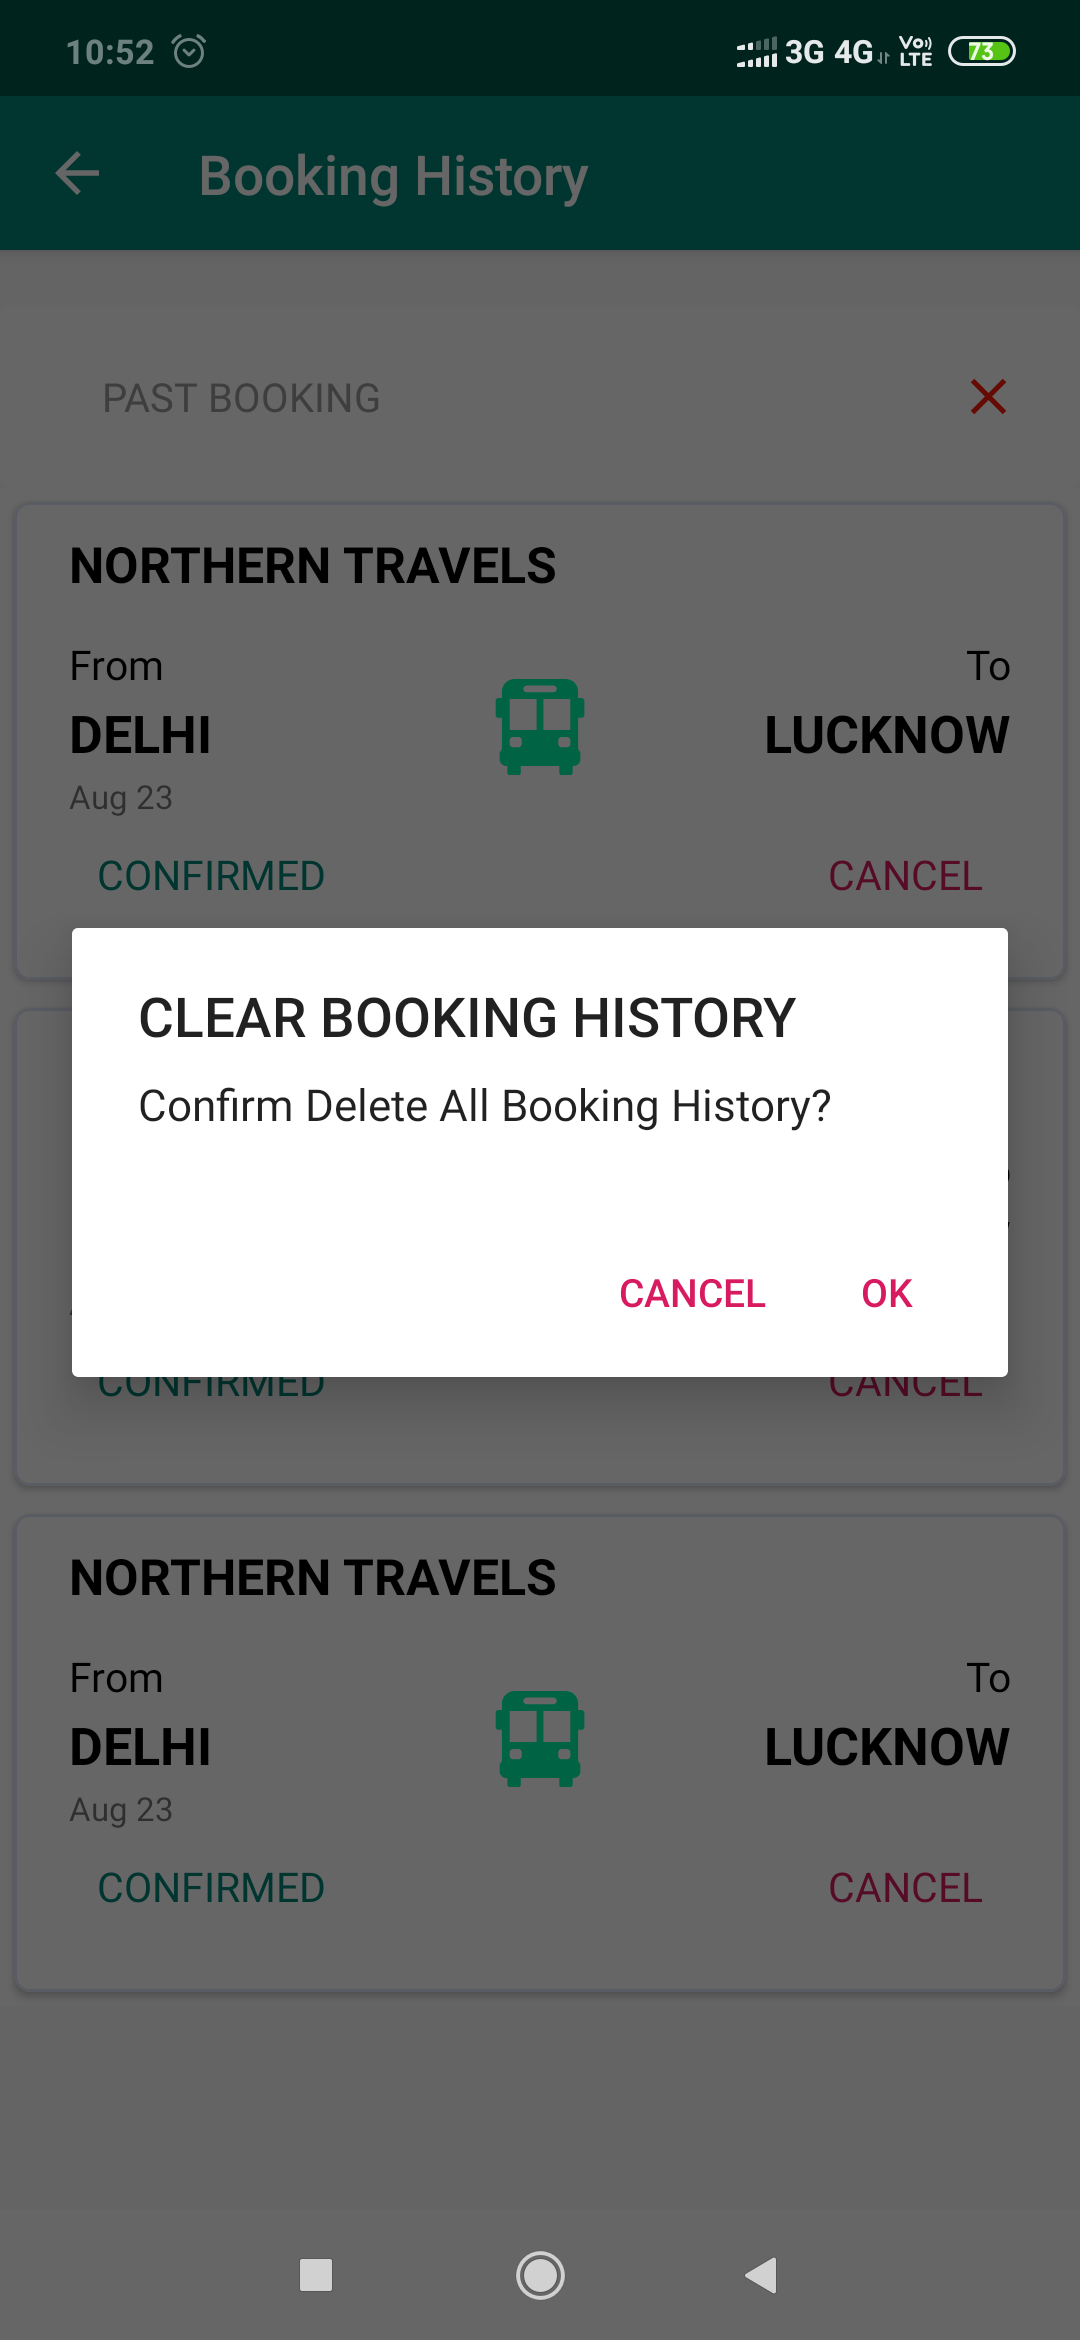 10:52 3G 4G Vo) LTE 73
Booking History
PAST BOOKING
NORTHERN TRAVELS
From To
DELHI LUCKNOW
Aug 23
CONFIRMED CANCEL
CLEAR BOOKING HISTORY
Confirm Delete All Booking History?
CANCEL OK
CONFIRMED CANCEL
NORTHERN TRAVELS
From To
DELHI LUCKNOW
Aug 23
CONFIRMED CANCEL